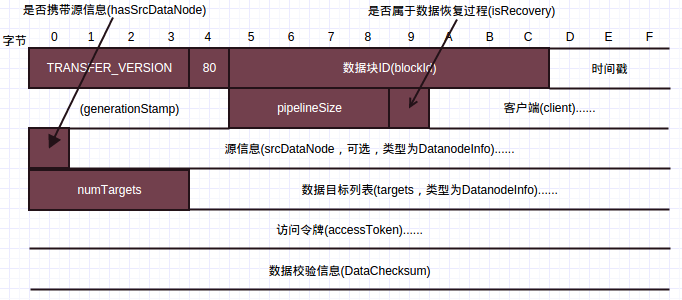 是否携带源信息(hasSrcDataNode)
是否属于数据恢复过程(isRecovery)
字节 0 1 2 3 4 5 6 7 8 9 A B C D E F
TRANSFER_VERSION 80 数据块ID(blockId) 时间戳
(generationStamp) pipelineSize 客户端(client)......
源信息(srcDataNode，可选，类型为DatanodeInfo)......
numTargets 数据目标列表(targets，类型为DatanodeInfo)......
访问令牌(accessToken)......
数据校验信息(DataChecksum)